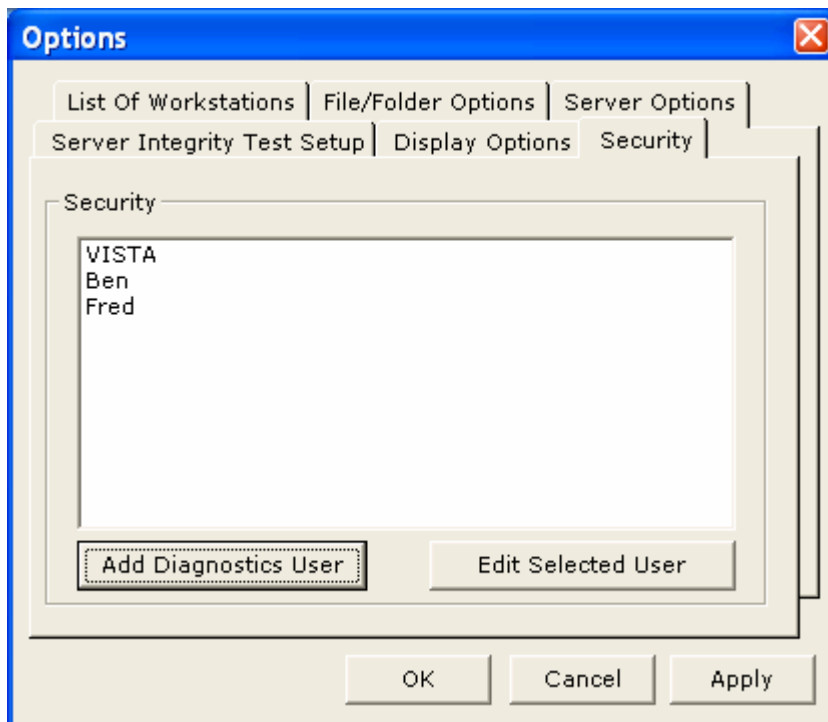 Options
List Of Workstations File/Folder Options Server Options
Server Integrity Test Setup Display Options Security
Security
VISTA
Ben
Fred
Add Diagnostics User Edit Selected User
OK Cancel Apply